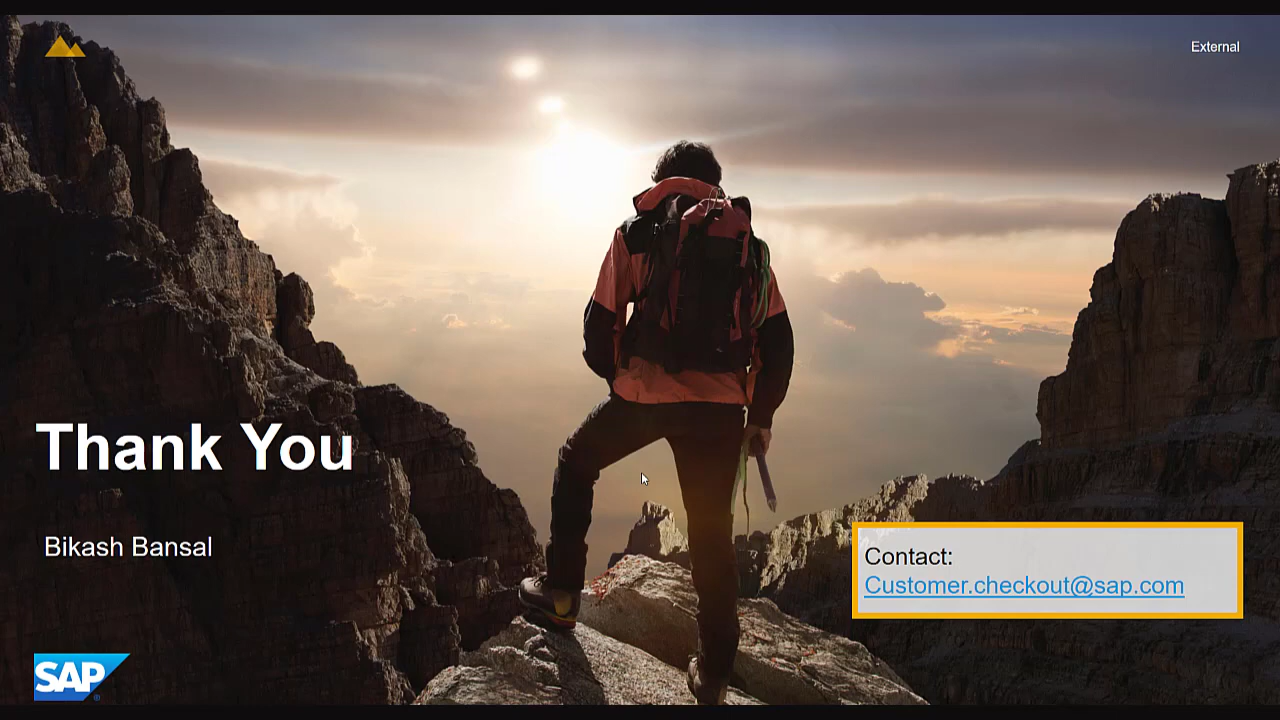 External
Thank You
Bikash Bansal
Contact:
Customer.checkout@sap.com
SAP